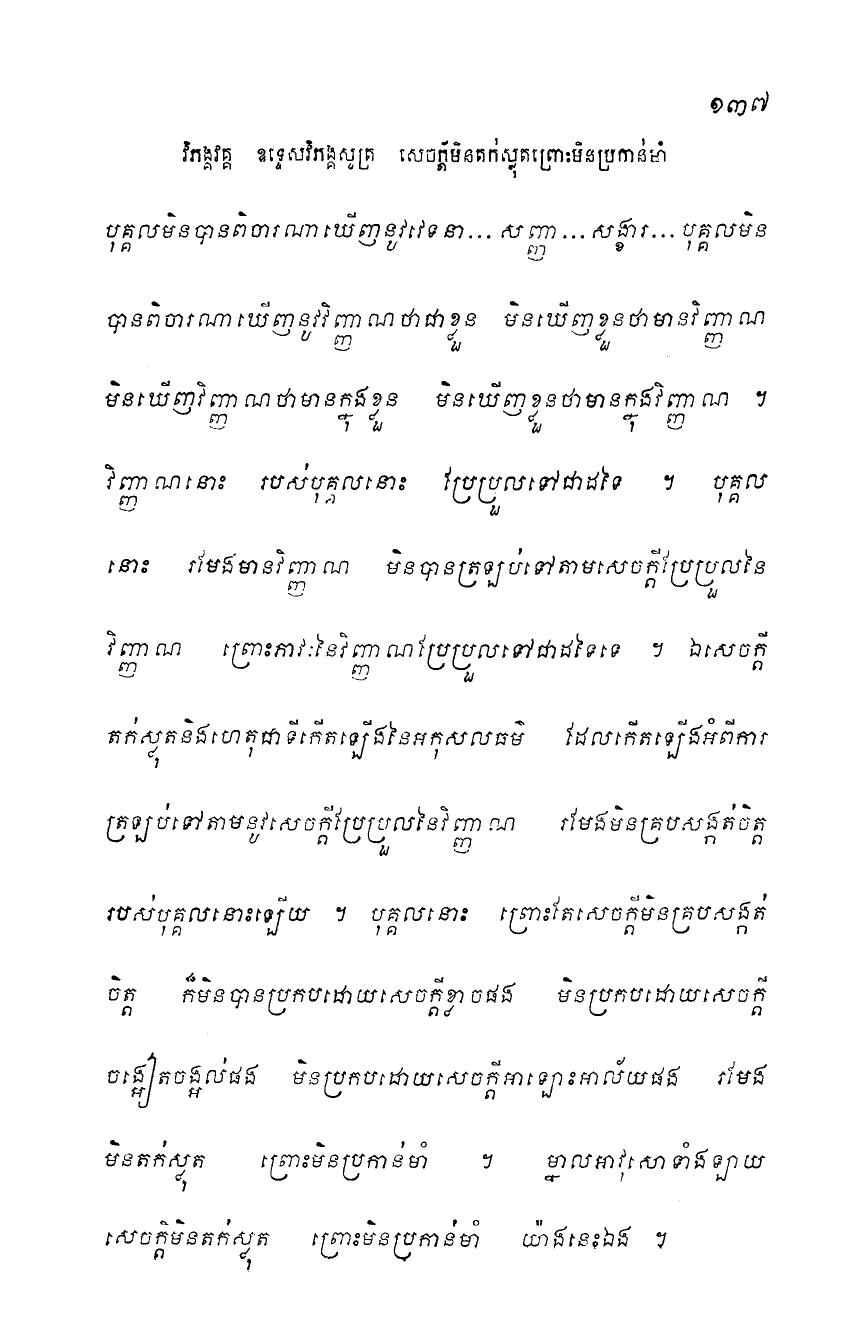 ១៣៧
វិភង្គវគ្គ ឧទ្ទេសវិភង្គសូត្រ សេចក្តីមិនតក់ស្លុតព្រោះមិនប្រកាន់មាំ
បុគ្គលមិនបានពិចារណាឃើញនូវវេទនា... សញ្ញា... សង្ខារ... បុគ្គលមិន
បានពិចារណាឃើញនូវវិញ្ញាណថាជាខ្លួន មិនឃើញខ្លួនថាមានវិញ្ញាណ
មិនឃើញវិញ្ញាណថាមានក្នុងខ្លួន មិនឃើញខ្លួនថាមានក្នុងវិញ្ញាណ ។
វិញ្ញាណនោះ របស់បុគ្គលនោះ ប្រែប្រួលទៅជាដទៃ ។ បុគ្គល
នោះ រមែងមានវិញ្ញាណ មិនបានត្រឡប់ទៅតាមសេចក្តីប្រែប្រួលនៃ
វិញ្ញាណ ព្រោះភាវៈនៃវិញ្ញាណប្រែប្រួលទៅជាដទៃទេ ។ ឯសេចក្តី
តក់ស្លុតនិងហេតុជាទីកើតឡើងនៃអកុសលធម៌ ដែលកើតឡើងអំពីការ
ត្រឡប់ទៅតាមនូវសេចក្តីប្រែប្រួលនៃវិញ្ញាណ រមែងមិនគ្របសង្កត់ចិត្ត
របស់បុគ្គលនោះឡើយ ។ បុគ្គលនោះ ព្រោះតែសេចក្តីមិនគ្របសង្កត់
ចិត្ត ក៏មិនបានប្រកបដោយសេចក្តីខ្លាចផង មិនប្រកបដោយសេចក្តី
ចង្អៀតចង្អល់ផង មិនប្រកបដោយសេចក្តីអាឡោះអាល័យផង រមែង
មិនតក់ស្លុត ព្រោះមិនប្រកាន់មាំ ។ ម្នាលអាវុសោទាំងឡាយ
សេចក្តិមិនតក់ស្លុត ព្រោះមិនប្រកាន់មាំ យ៉ាងនេះឯង ។